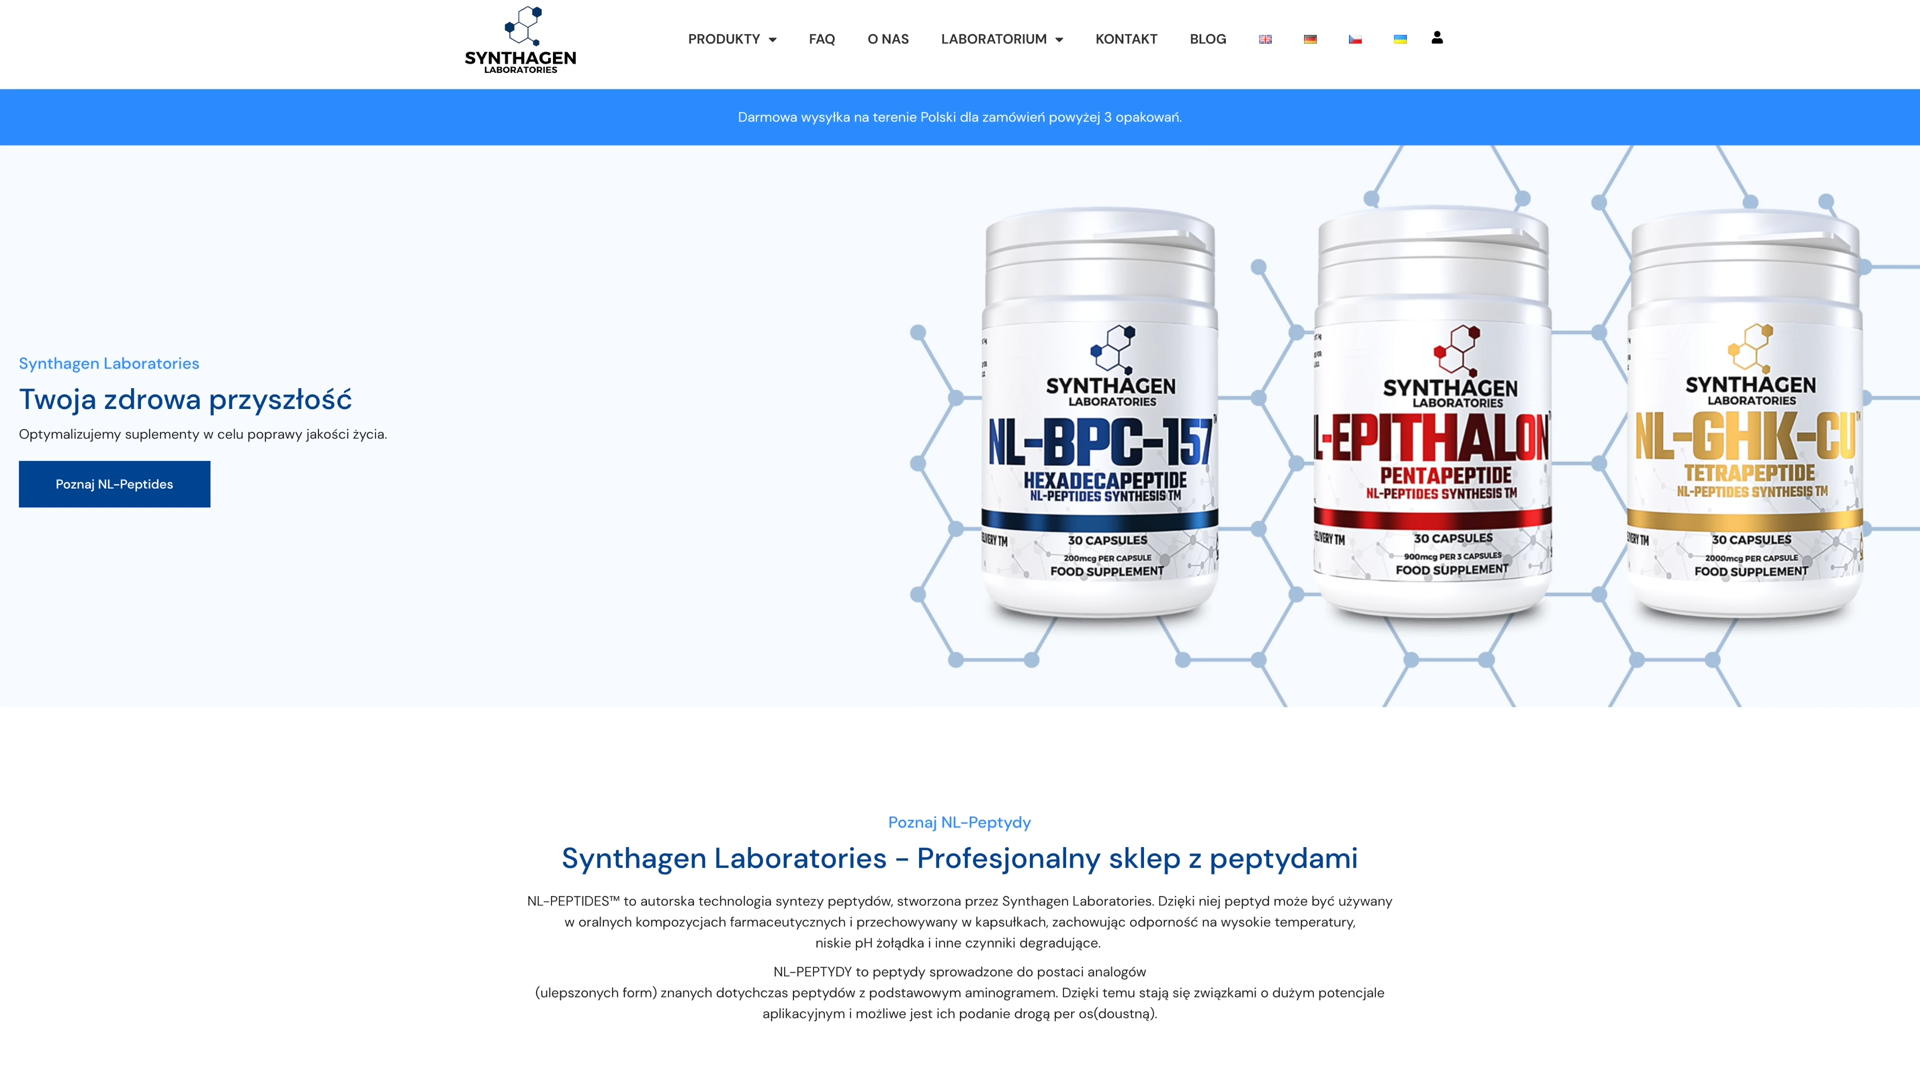 SYNTHAGEN
LABORATORIES
PRODUKTY
FAQ
O NAS
LABORATORIUM
KONTAKT
BLOG
Darmowa wysyłka na terenie Polski dla zamówień powyżej 3 opakowań.
Synthagen Laboratories
Twoja zdrowa przyszłość
Optymalizujemy suplementy w celu poprawy jakości życia.
Poznaj NL-Peptides
SYNTHAGEN
LABORATORIES
NL-BPC-157
HEXADECAPEPTIDE
NL-PEPTIDES SYNTHESIS TM
30 CAPSULES
200mcg PER CAPSULE
FOOD SUPPLEMENT
SYNTHAGEN
LABORATORIES
L-EPITHALON
PENTAPEPTIDE
NL-PEPTIDES SYNTHESIS TM
30 CAPSULES
900mcg PER 3 CAPSULES
FOOD SUPPLEMENT
SYNTHAGEN
LABORATORIES
NL-GHK-CU
TETRAPEPTIDE
NL-PEPTIDES SYNTHESIS TM
30 CAPSULES
2000mcg PER CAPSULE
FOOD SUPPLEMENT
Poznaj NL-Peptydy
Synthagen Laboratories - Profesjonalny sklep z peptydami
NL-PEPTIDES™ to autorska technologia syntezy peptydów, stworzona przez Synthagen Laboratories. Dzięki niej peptyd może być używany
w oralnych kompozycjach farmaceutycznych i przechowywany w kapsułkach, zachowując odporność na wysokie temperatury,
niskie pH żołądka i inne czynniki degradujące.
NL-PEPTYDY to peptydy sprowadzone do postaci analogów
(ulepszonych form) znanych dotychczas peptydów z podstawowym aminogramem. Dzięki temu stają się związkami o dużym potencjale
aplikacyjnym i możliwe jest ich podanie drogą per os(doustną).